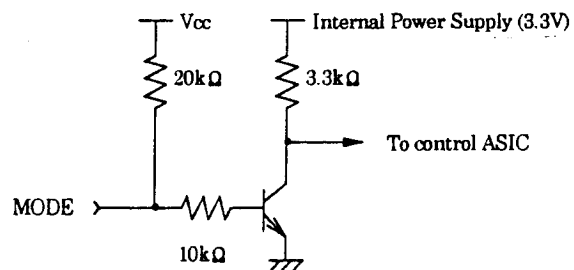 Vcc
Internal Power Supply (3.3V)
20kΩ
3.3kΩ
To control ASIC
MODE
10kΩ